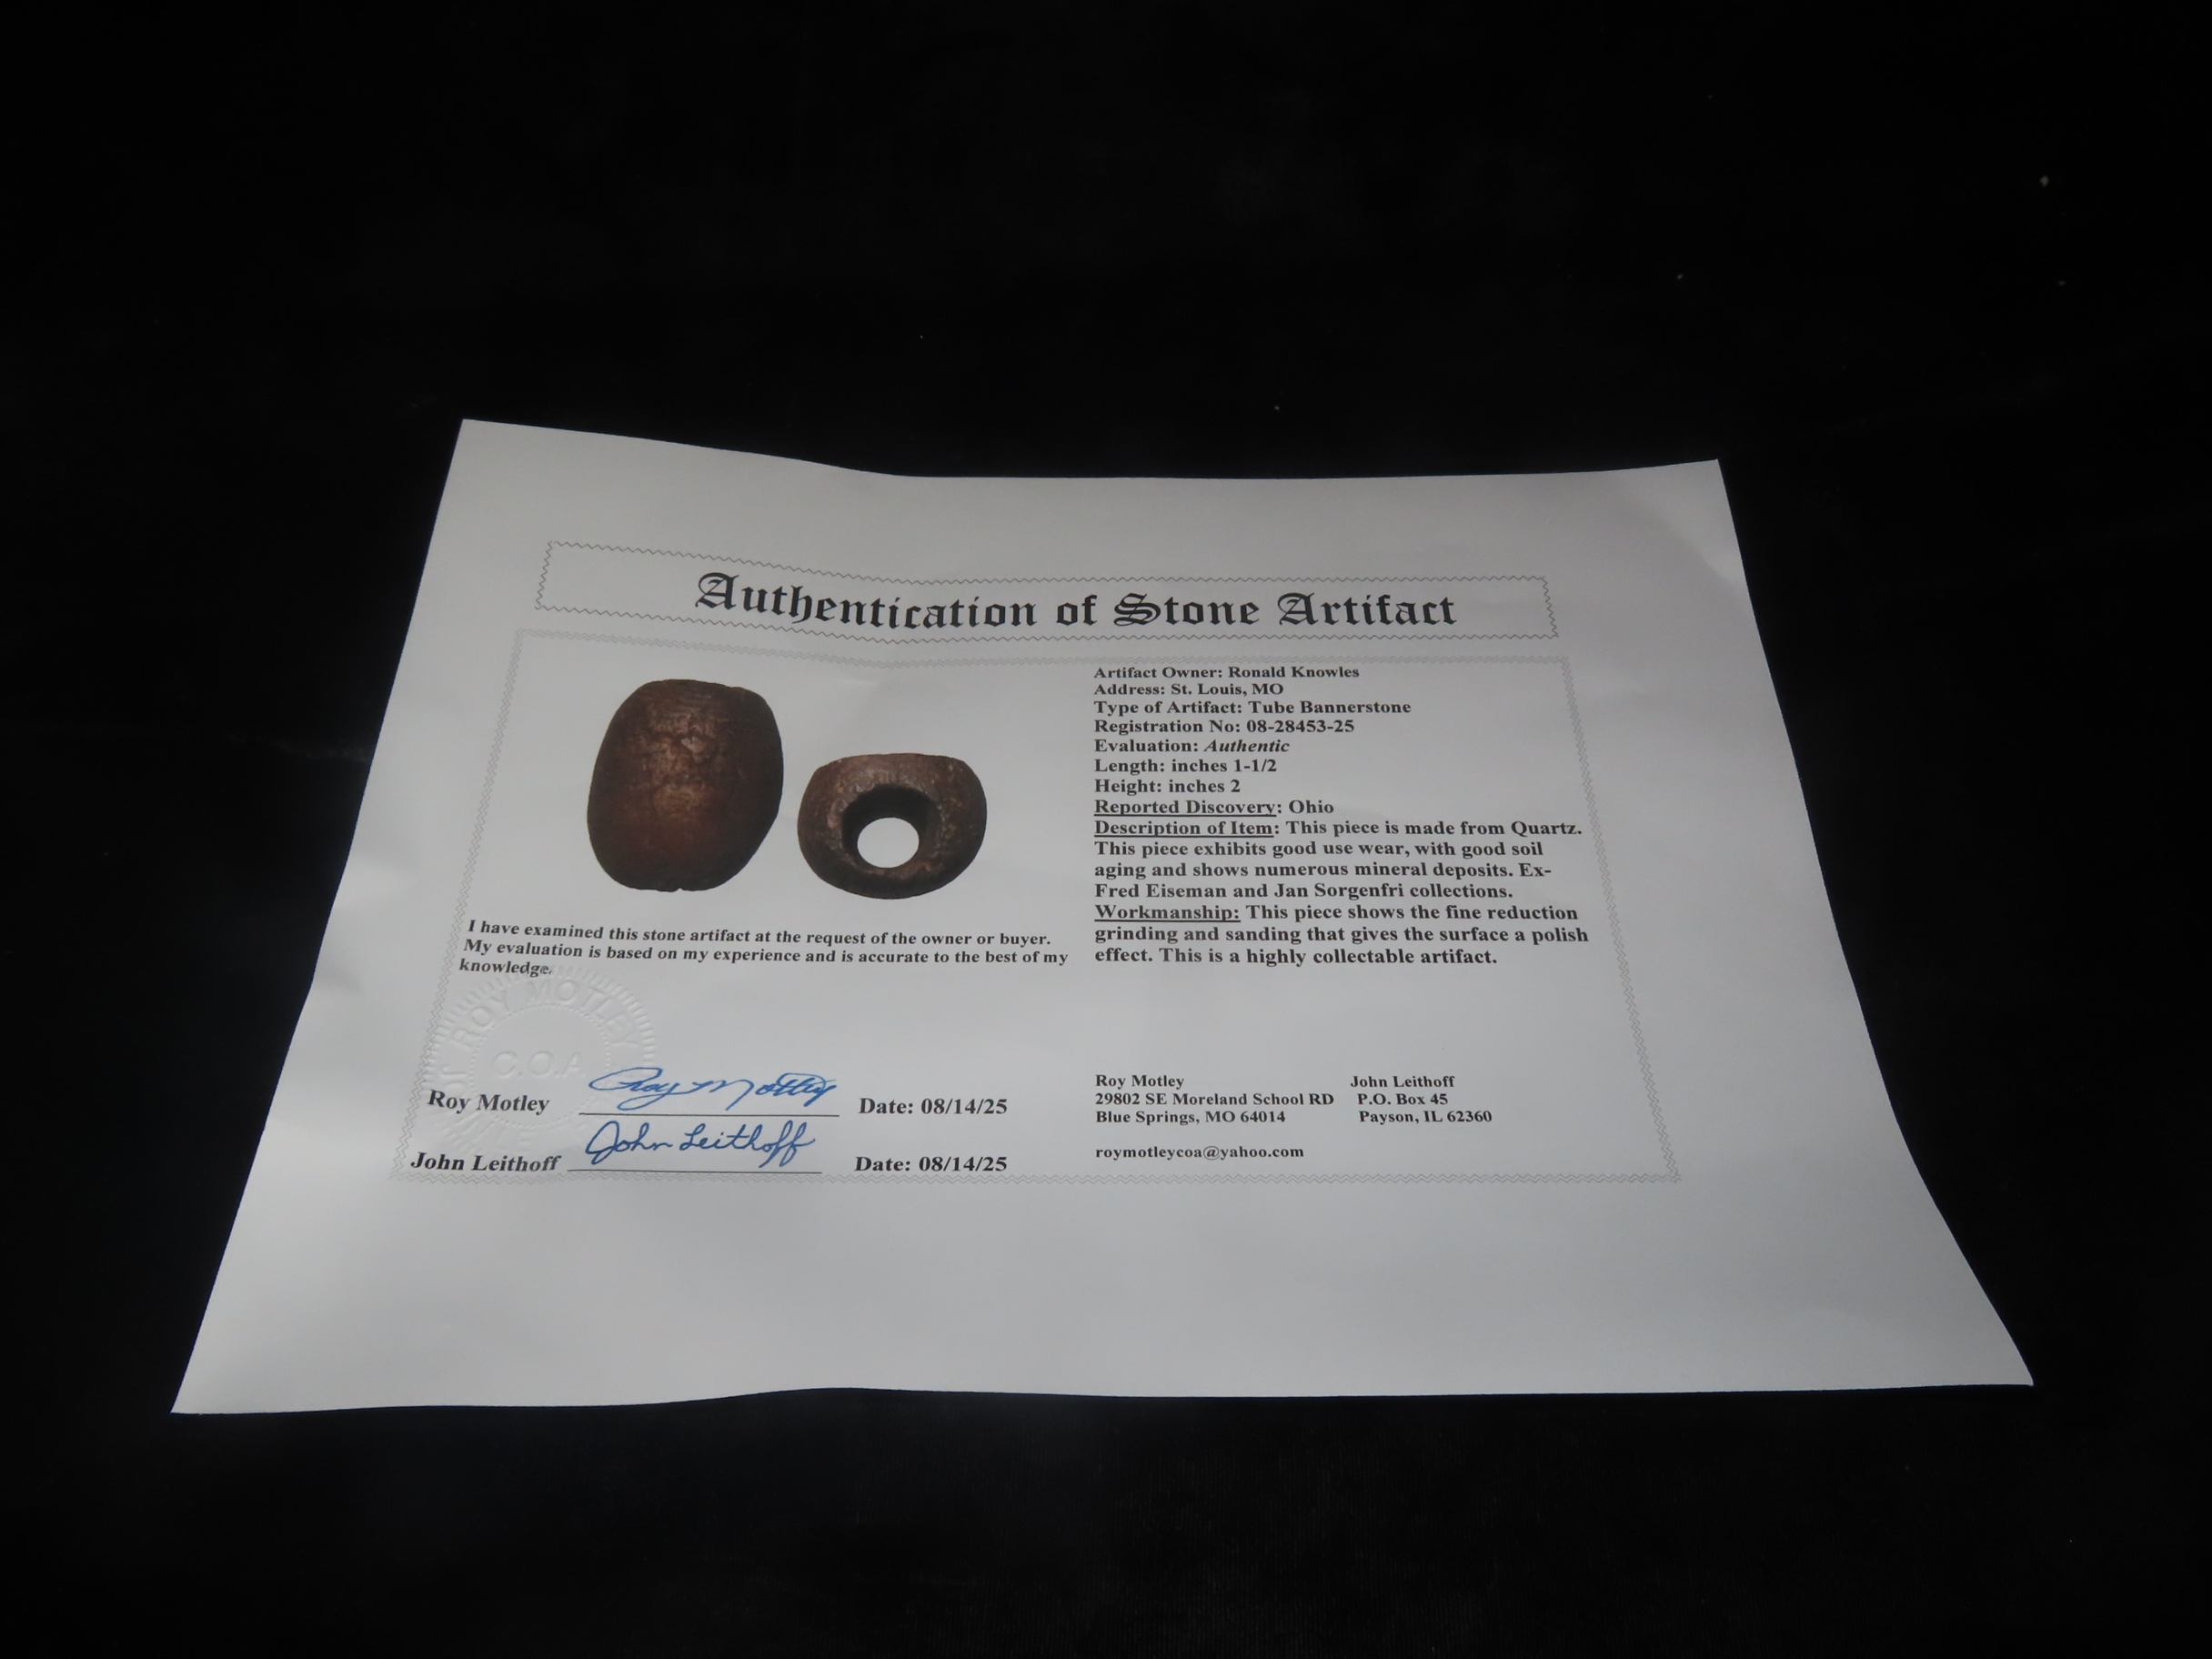 Authentication of Stone Artifact
Artifact Owner: Ronald Knowles
Address: St. Louis, MO
Type of Artifact: Tube Bannerstone
Registration No: 08-28453-25
Evaluation: Authentic
Length: inches 1-1/2
Height: inches 2
Reported Discovery: Ohio
Description of Item: This piece is made from Quartz.
This piece exhibits good use wear, with good soil
aging and shows numerous mineral deposits. Ex-
Fred Eiseman and Jan Sorgenfri collections.
Workmanship: This piece shows the fine reduction
grinding and sanding that gives the surface a polish
effect. This is a highly collectable artifact.
I have examined this stone artifact at the request of the owner or buyer.
My evaluation is based on my experience and is accurate to the best of my
knowledge.
ROY MOTLEY
C.O.A
Roy Motley Roy Motley Date: 08/14/25
John Leithoff John Leithoff Date: 08/14/25
Roy Motley
29802 SE Moreland School RD
Blue Springs, MO 64014
roymotleycoa@yahoo.com
John Leithoff
P.O. Box 45
Payson, IL 62360